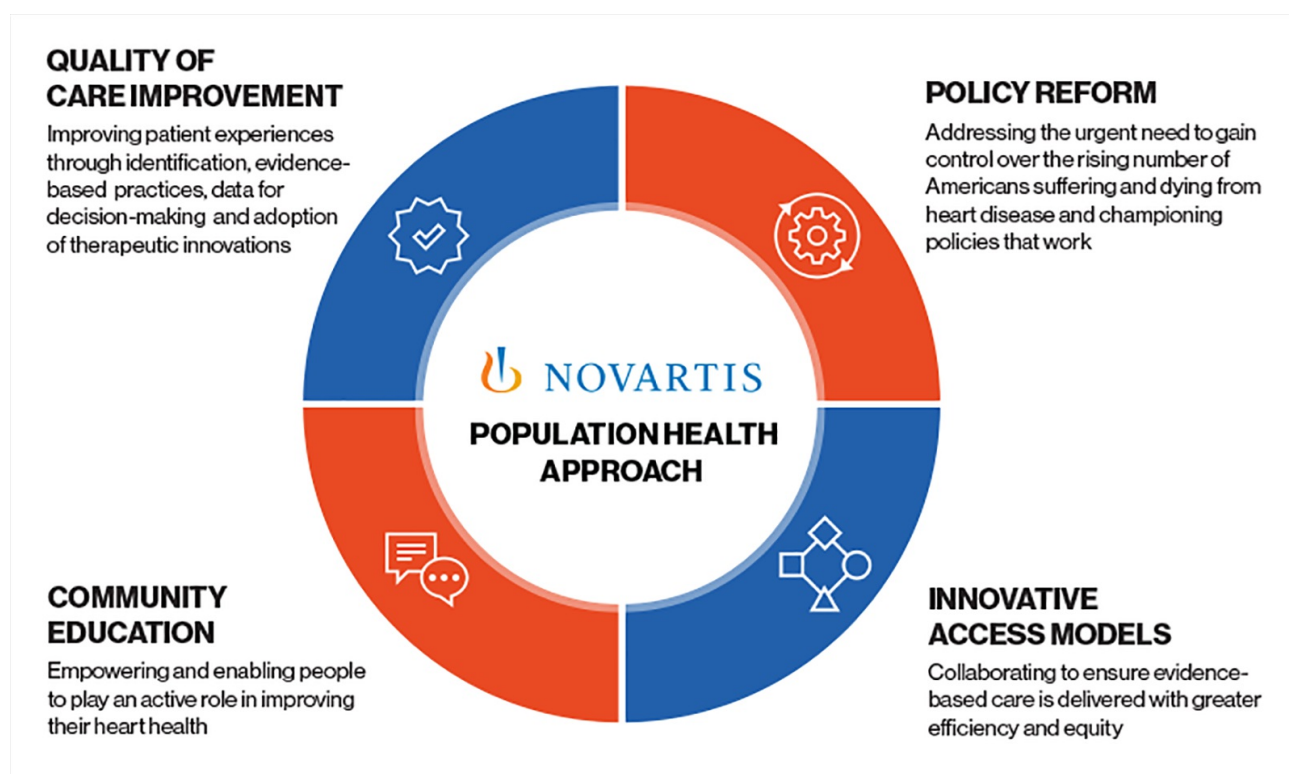 QUALITY OF
CARE IMPROVEMENT
Improving patient experiences
through identification, evidence-
based practices, data for
decision-making and adoption
of therapeutic innovations
POLICY REFORM
Addressing the urgent need to gain
control over the rising number of
Americans suffering and dying from
heart disease and championing
policies that work
NOVARTIS
POPULATION HEALTH
APPROACH
COMMUNITY
EDUCATION
Empowering and enabling people
to play an active role in improving
their heart health
INNOVATIVE
ACCESS MODELS
Collaborating to ensure evidence-
based care is delivered with greater
efficiency and equity